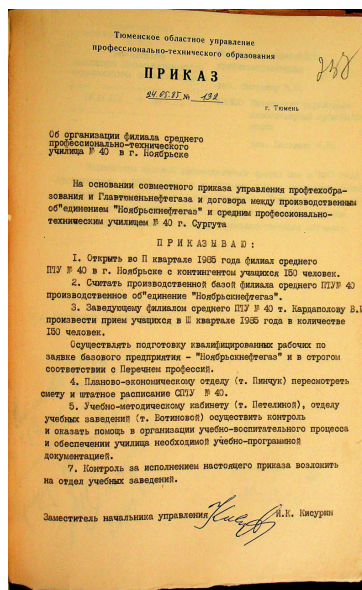 Тюменское областное управление
профессионально-технического образования
ПРИКАЗ
24.05.85 № 132
г. Тюмень
Об организации филиала среднего
профессионально-технического
училища № 40 в г. Ноябрьске
На основании совместного приказа управления профтехобра-
зования и Главтюменьнефтегаза и договора между производственным
об"единением "Ноябрьскнефтегаз" и средним профессионально-
техническим училищем № 40 г. Сургута
ПРИКАЗЫВАЮ:
1. Открыть во II квартале 1985 года филиал среднего
ПТУ № 40 в г. Ноябрьске с контингентом учащихся 150 человек.
2. Считать производственной базой филиала среднего ПТУ № 40
производственное об"единение "Ноябрьскнефтегаз".
3. Заведующему филиалом среднего ПТУ № 40 т. Кардаполову В.И
произвести прием учащихся в III квартале 1985 года в количестве
150 человек.
Осуществлять подготовку квалифицированных рабочих по
заявке базового предприятия - "Ноябрьскнефтегаз" и в строгом
соответствии с Перечнем профессий.
4. Планово-экономическому отделу (т. Пинчук) пересмотреть
смету и штатное расписание СПТУ № 40.
5. Учебно-методическому кабинету (т. Петелиной), отделу
учебных заведений (т. Вотиновой) осуществить контроль
и оказать помощь в организации учебно-воспитательного процесса
и обеспечении училища необходимой учебно-програмной
документацией.
7. Контроль за исполнением настоящего приказа возложить
на отдел учебных заведений.
Заместитель начальника управления И.К. Кисурин